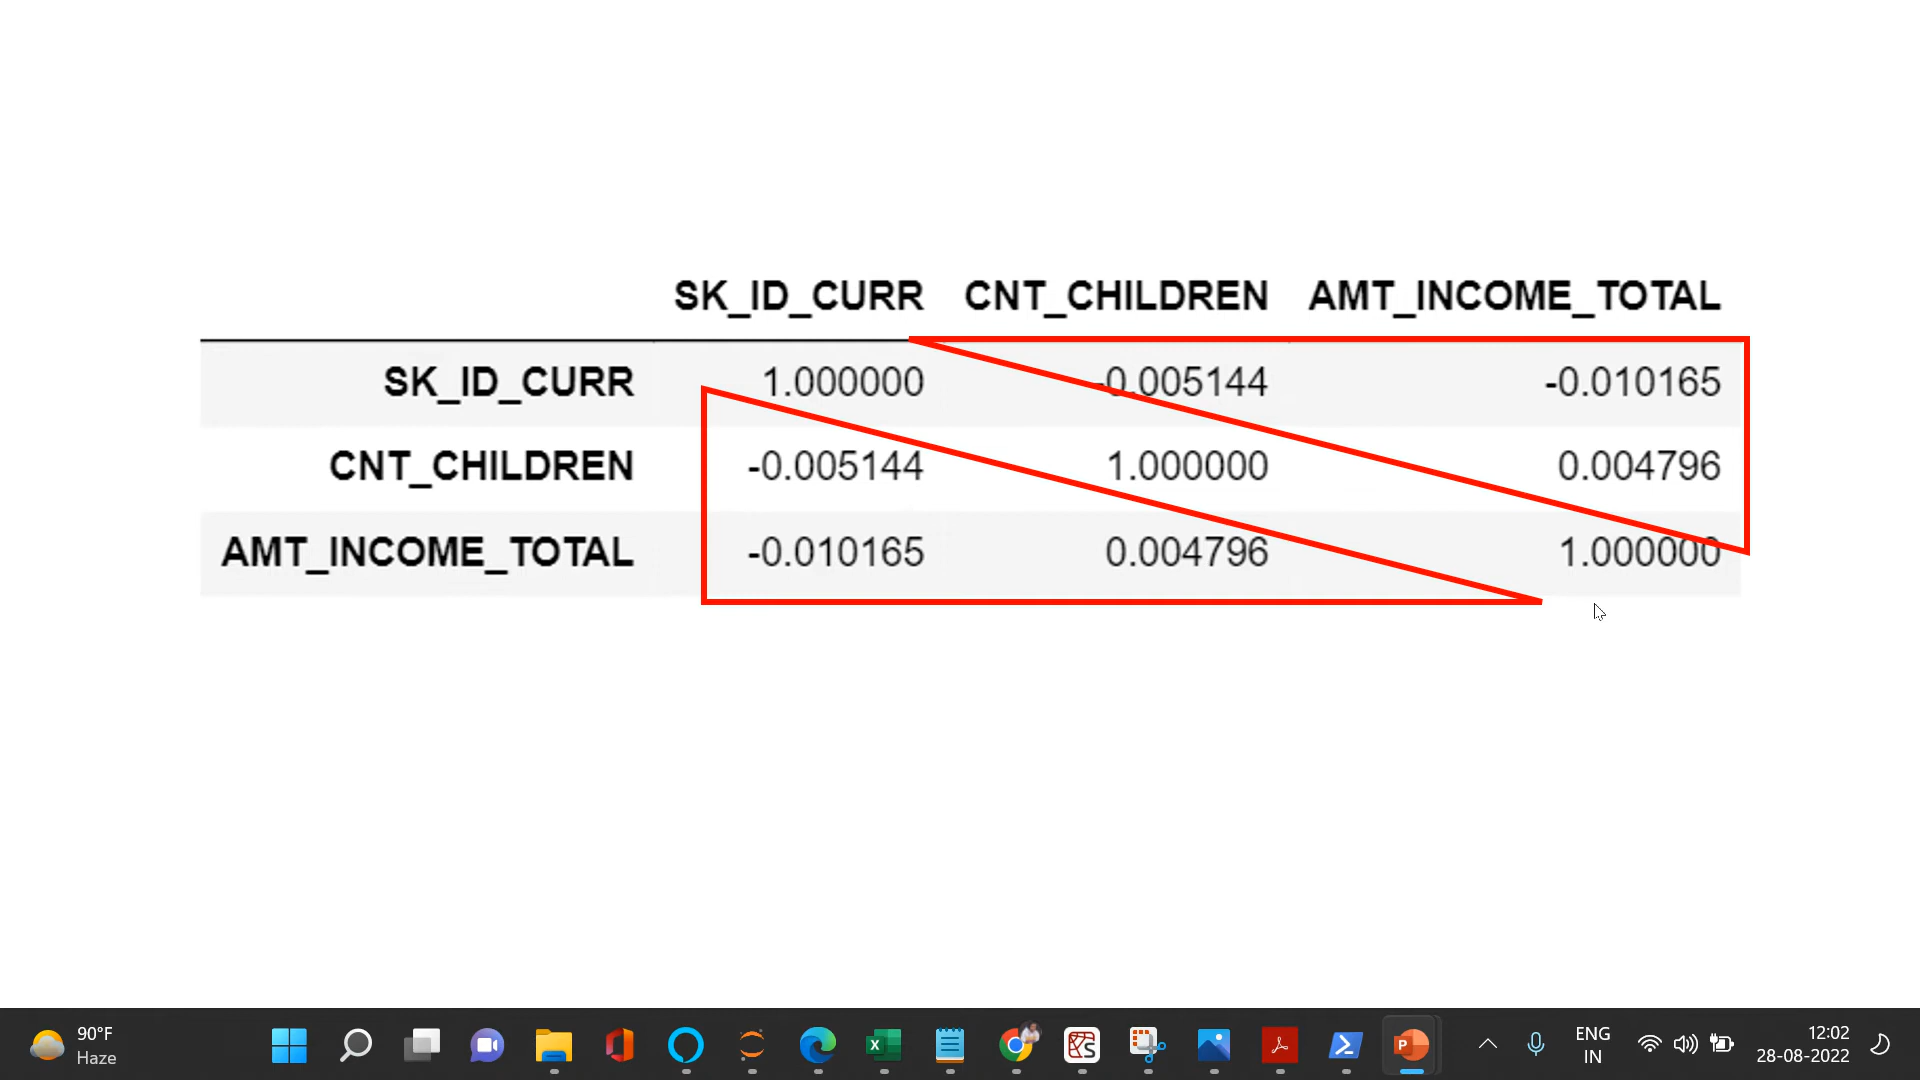 SK_ID_CURR CNT_CHILDREN AMT_INCOME_TOTAL
SK_ID_CURR 1.000000 -0.005144 -0.010165
CNT_CHILDREN -0.005144 1.000000 0.004796
AMT_INCOME_TOTAL -0.010165 0.004796 1.000000
90°F
Haze
ENG
IN
12:02
28-08-2022